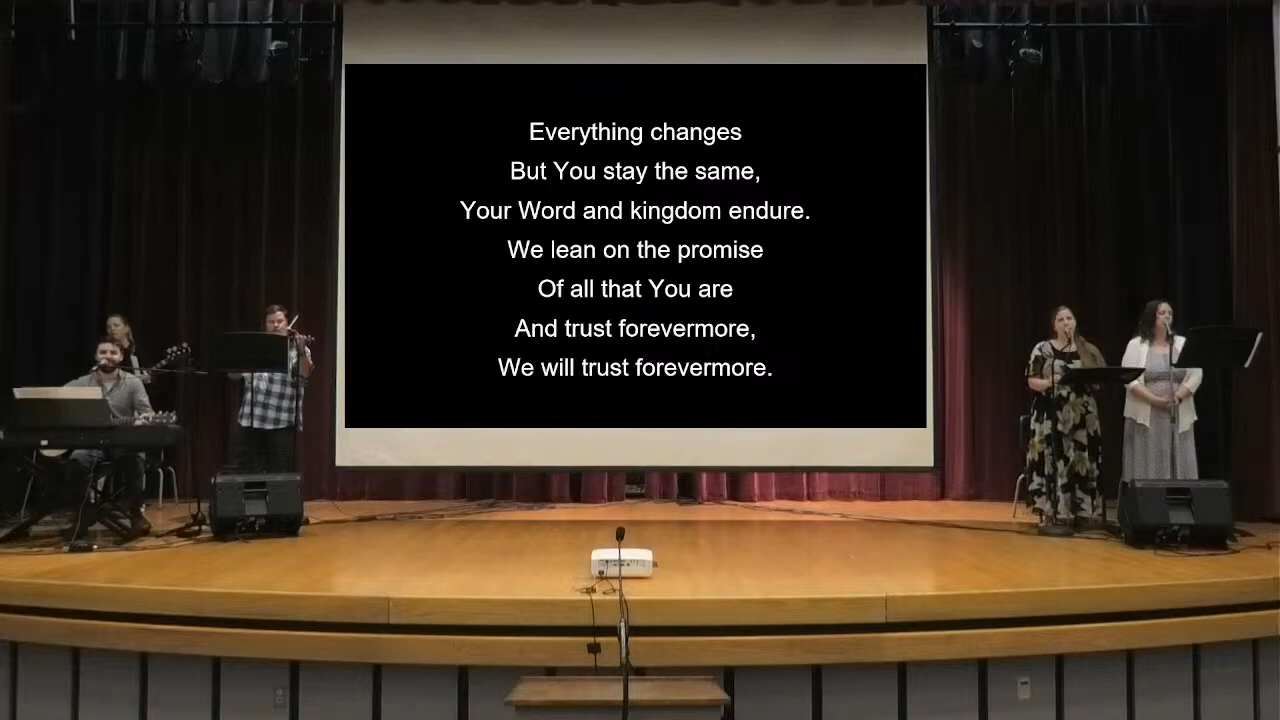 Everything changes
But You stay the same,
Your Word and kingdom endure.
We lean on the promise
Of all that You are
And trust forevermore,
We will trust forevermore.